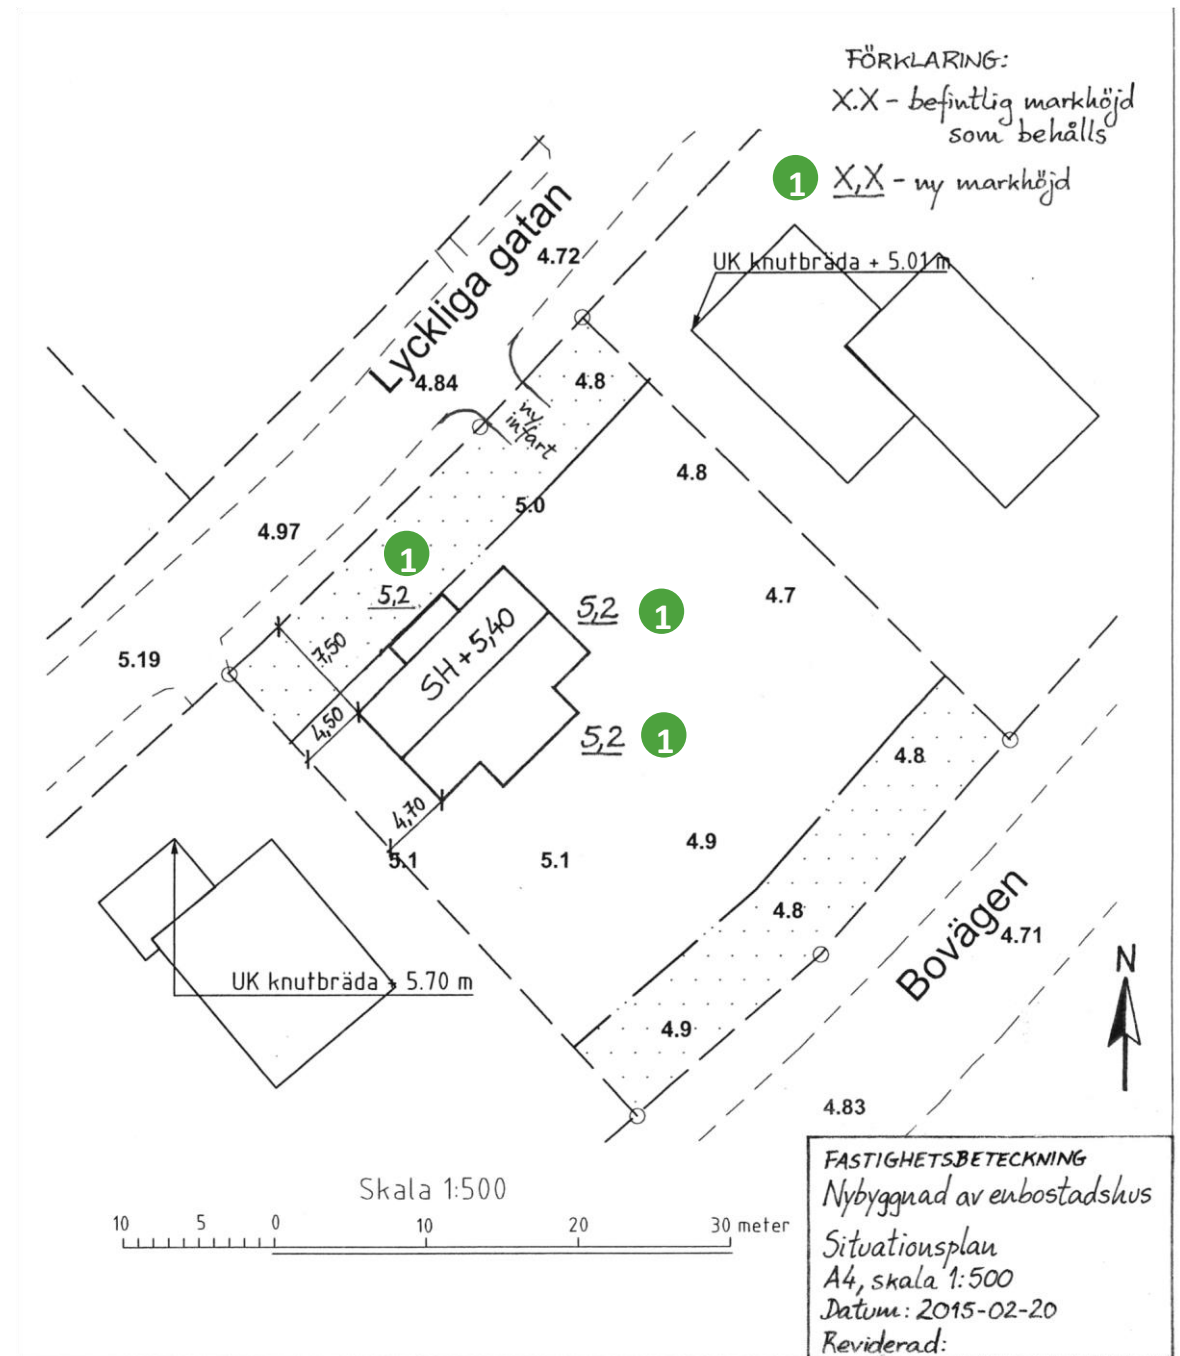 FÖRKLARING:
X.X - befintlig markhöjd
som behålls
1 X,X - ny markhöjd
Lyckliga gatan
4.72
UK knutbräda + 5.01 m
4.84
4.8
ny
infart
4.8
5.0
4.97
1
5,2
5,2 1
4.7
5.19
7,50
SH + 5,40
4,50
5,2 1
4.8
4,70
5.1
5.1
4.9
4.8
Bovägen
4.71
UK knutbräda + 5.70 m
N
4.9
4.83
FASTIGHETSBETECKNING
Nybyggnad av enbostadshus
Situationsplan
A4, skala 1:500
Datum: 2015-02-20
Reviderad:
Skala 1:500
10 5 0 10 20 30 meter